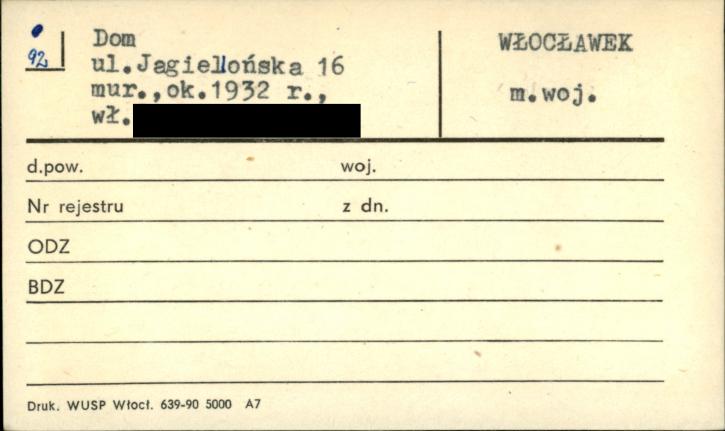 92
Dom
ul.Jagiellońska 16
mur.,ok.1932 r.,
wł.
WŁOCŁAWEK
m.woj.
d.pow. woj.
Nr rejestru z dn.
ODZ
BDZ
Druk. WUSP Włocł. 639-90 5000 A7